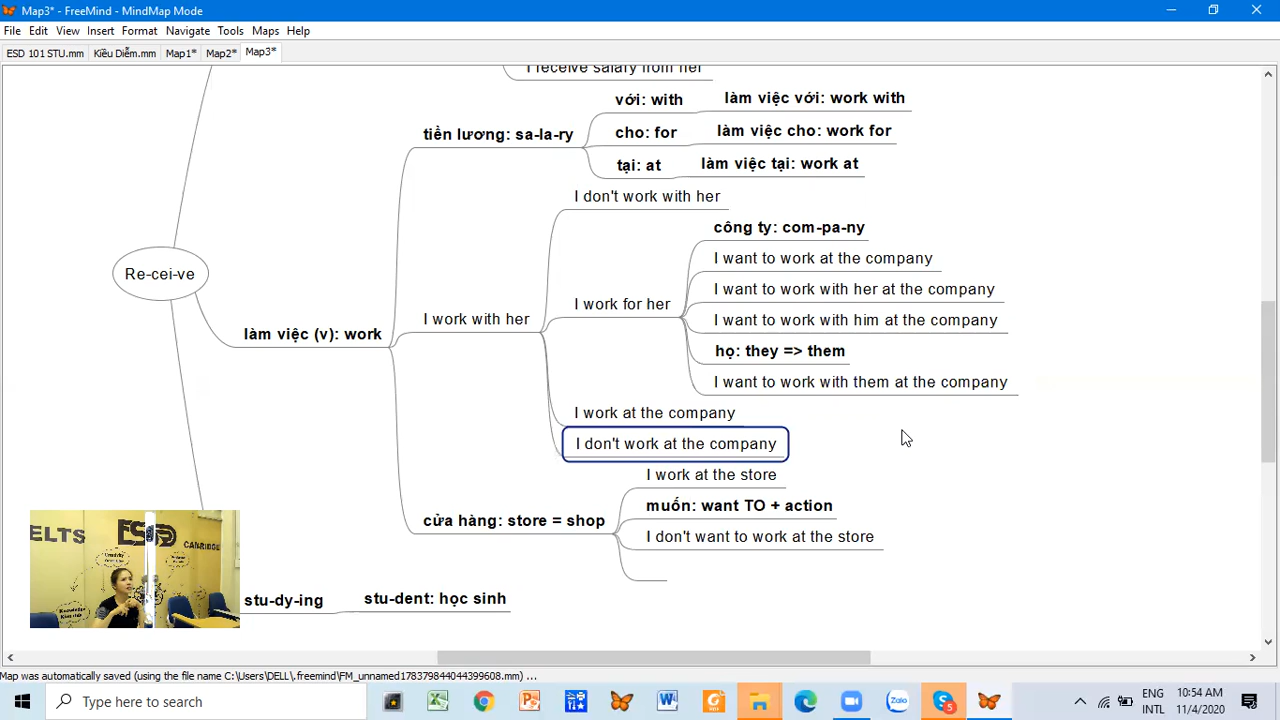 Map3* - FreeMind - MindMap Mode
File Edit View Insert Format Navigate Tools Maps Help
ESD 101 STU.mm Kiều Diễm.mm Map1* Map2* Map3*
I receive salary from her
với: with làm việc với: work with
tiền lương: sa-la-ry cho: for làm việc cho: work for
tại: at làm việc tại: work at
I don't work with her
công ty: com-pa-ny
I want to work at the company
I want to work with her at the company
I work for her
I want to work with him at the company
họ: they => them
I want to work with them at the company
Re-cei-ve
làm việc (v): work
I work with her
I work at the company
I don't work at the company
I work at the store
cửa hàng: store = shop
muốn: want TO + action
I don't want to work at the store
stu-dy-ing stu-dent: học sinh
ELTS ESD CAMBRIDGE
Map was automatically saved (using the file name C:\Users\DELL\.freemind\FM_unnamed1783798440443996​08.mm) ...
Type here to search
ENG
INTL
10:54 AM
11/4/2020
Zalo
5